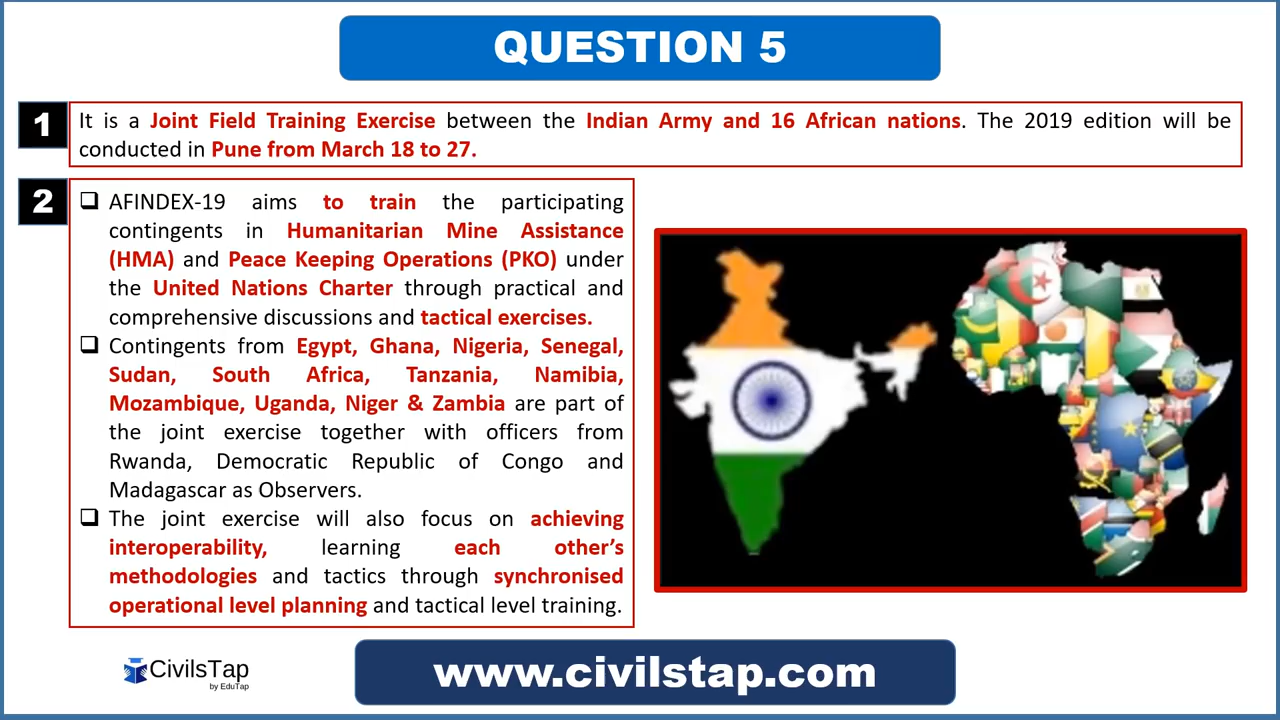 QUESTION 5
1
It is a Joint Field Training Exercise between the Indian Army and 16 African nations. The 2019 edition will be
conducted in Pune from March 18 to 27.
2
AFINDEX-19 aims to train the participating
contingents in Humanitarian Mine Assistance
(HMA) and Peace Keeping Operations (PKO) under
the United Nations Charter through practical and
comprehensive discussions and tactical exercises.
Contingents from Egypt, Ghana, Nigeria, Senegal,
Sudan, South Africa, Tanzania, Namibia,
Mozambique, Uganda, Niger & Zambia are part of
the joint exercise together with officers from
Rwanda, Democratic Republic of Congo and
Madagascar as Observers.
The joint exercise will also focus on achieving
interoperability, learning each other’s
methodologies and tactics through synchronised
operational level planning and tactical level training.
CivilsTap
by EduTap
www.civilstap.com